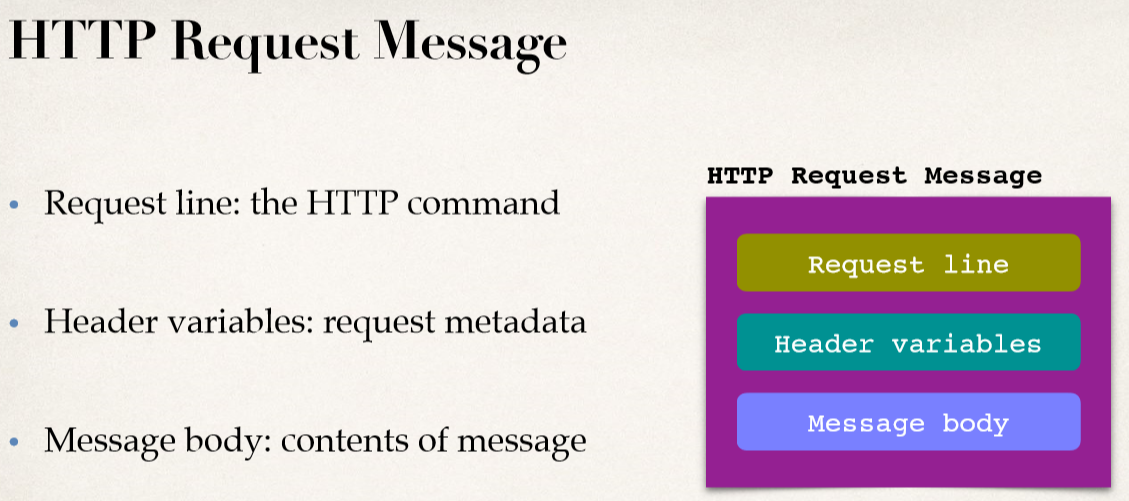 HTTP Request Message
Request line: the HTTP command
Header variables: request metadata
Message body: contents of message
HTTP Request Message
Request line
Header variables
Message body